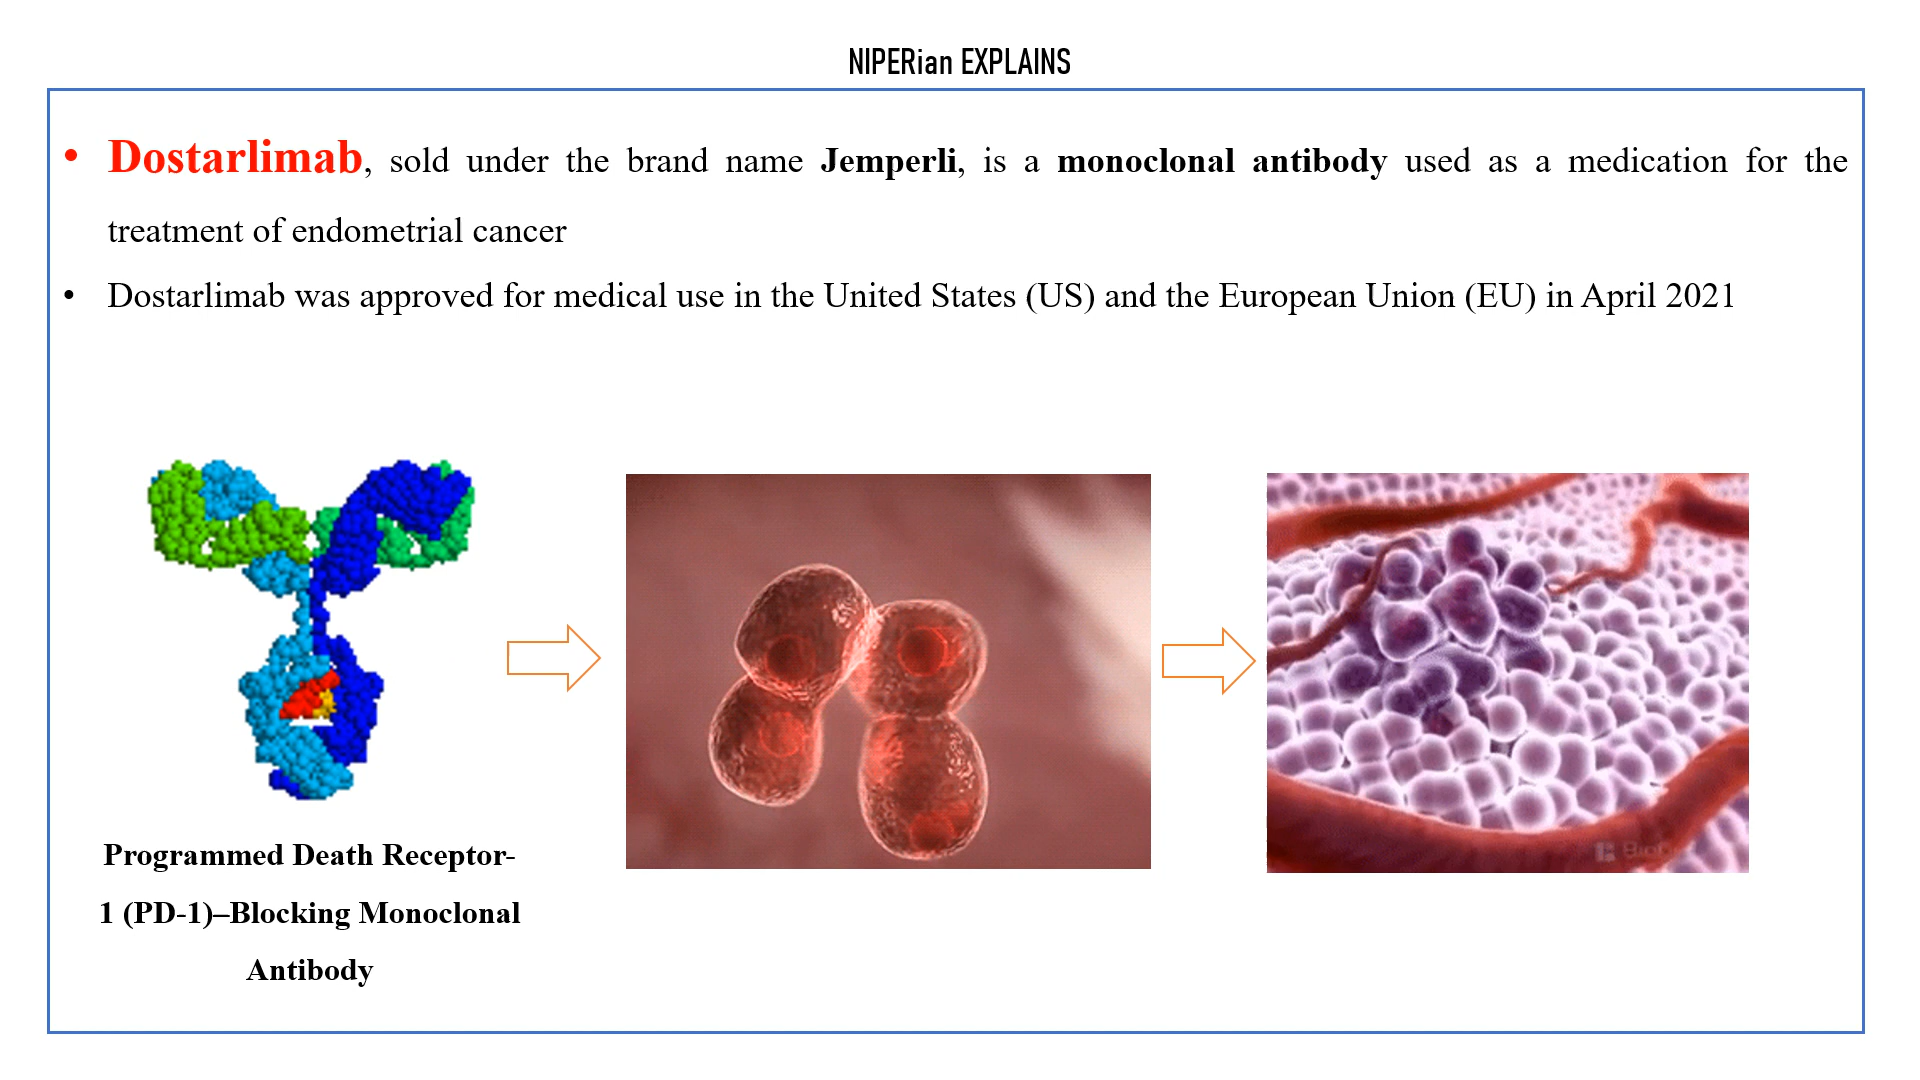 NIPERian EXPLAINS
• Dostarlimab, sold under the brand name Jemperli, is a monoclonal antibody used as a medication for the
treatment of endometrial cancer
• Dostarlimab was approved for medical use in the United States (US) and the European Union (EU) in April 2021
Programmed Death Receptor-
1 (PD-1)–Blocking Monoclonal
Antibody